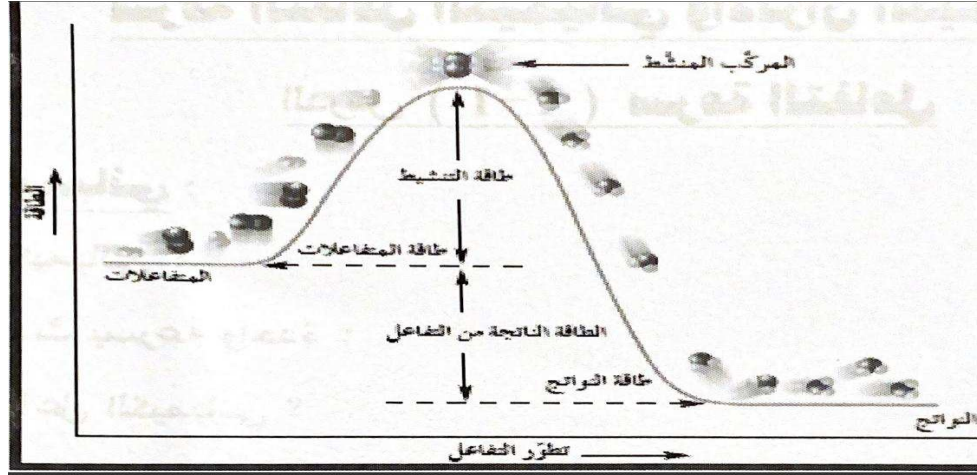 المركّب المنشّط
طاقة التنشيط
الطاقة
طاقة المتفاعلات
المتفاعلات
الطاقة الناتجة من التفاعل
طاقة النواتج
النواتج
تطوّر التفاعل